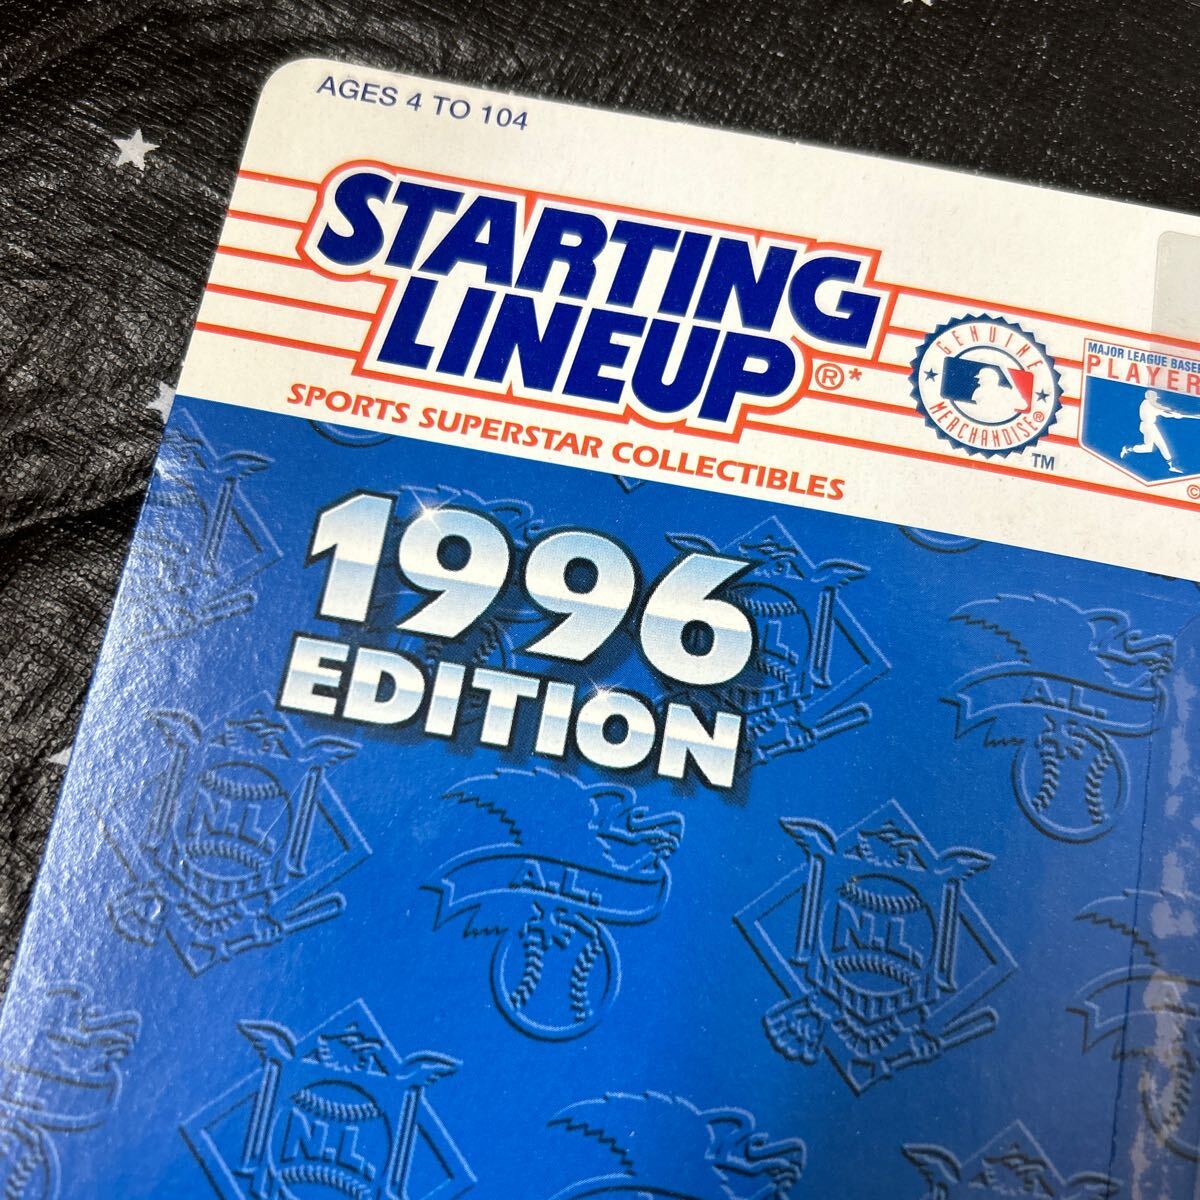 AGES 4 TO 104
STARTING
LINEUP®*
SPORTS SUPERSTAR COLLECTIBLES
GENUINE
MERCHANDISE®
TM
MAJOR LEAGUE BASE
PLAYER
©
1996
EDITION
N.L.
A.L.
N.L.
A.L.
N.L.
N.L.